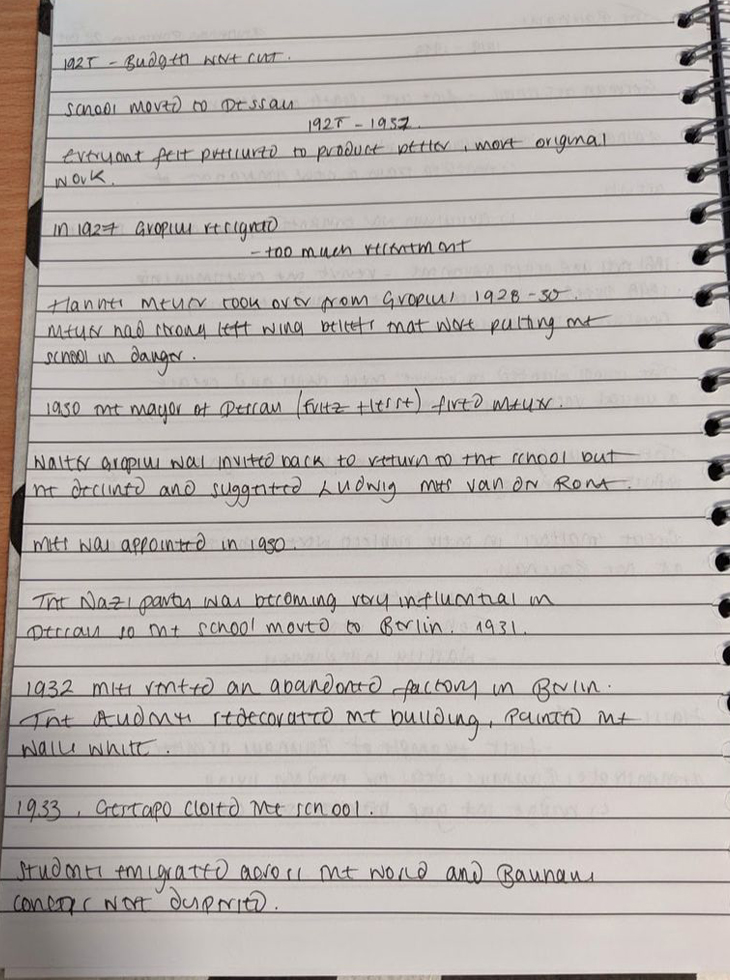 1925 - Budgets were cut.
School moved to Dessau
1925 - 1932.
everyone felt pressured to produce better, more original
work.
In 1927 Gropius resigned
- too much resentment
Hannes Meyer took over from Gropius 1928-30.
Meyer had strong left wing beliefs that were putting the
school in danger.
1930 the mayor of Dessau (Fritz Hesse) fired Meyer.
Walter Gropius was invited back to return to the school but
he declined and suggested Ludwig Mies van der Rohe.
Mies was appointed in 1930.
The Nazi party was becoming very influential in
Dessau so the school moved to Berlin. 1931.
1932 Mies rented an abandoned factory in Berlin.
The students redecorated the building, painted the
walls white.
1933, Gestapo closed the school.
Students emigrated across the world and Bauhaus
were